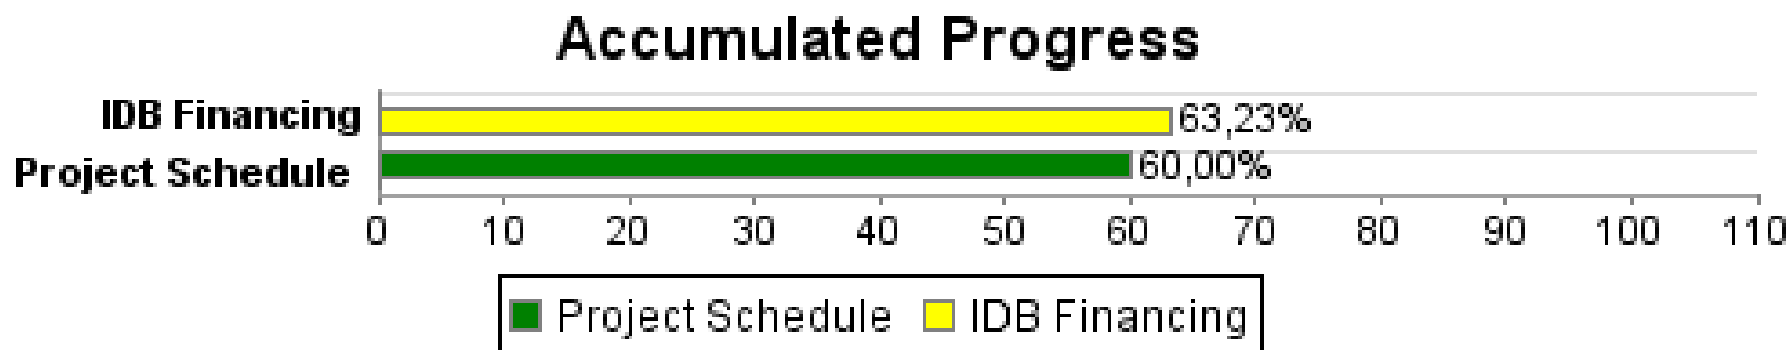 Accumulated Progress
IDB Financing
63,23%
Project Schedule
60,00%
0 10 20 30 40 50 60 70 80 90 100 110
Project Schedule IDB Financing